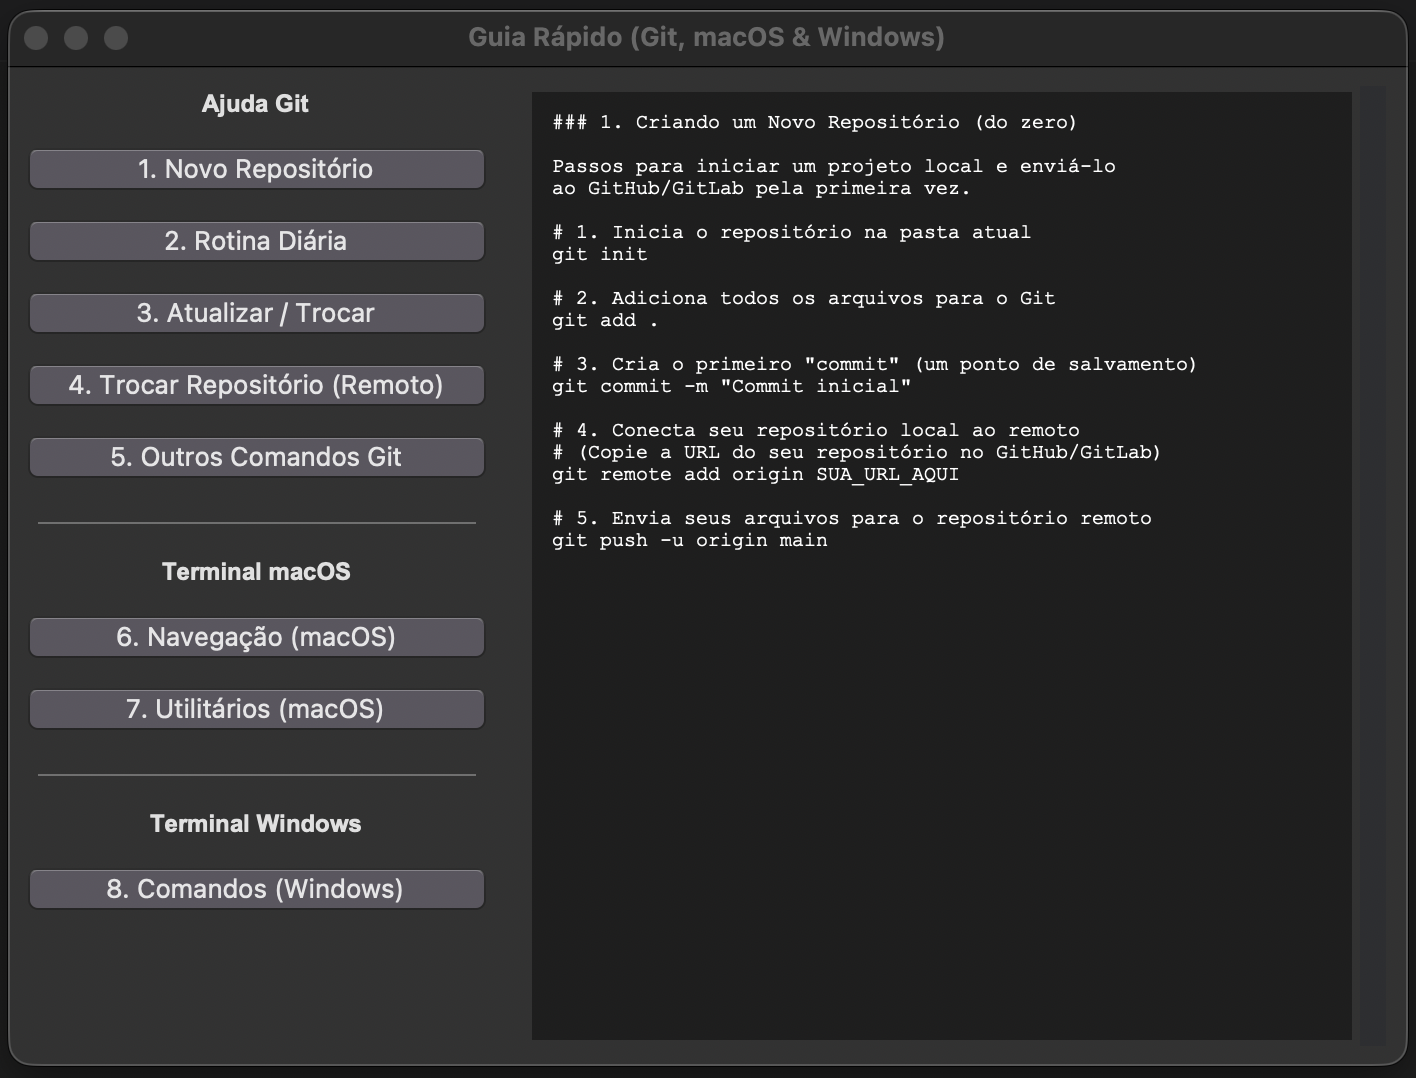 Guia Rápido (Git, macOS & Windows)
Ajuda Git
1. Novo Repositório
2. Rotina Diária
3. Atualizar / Trocar
4. Trocar Repositório (Remoto)
5. Outros Comandos Git
Terminal macOS
6. Navegação (macOS)
7. Utilitários (macOS)
Terminal Windows
8. Comandos (Windows)
### 1. Criando um Novo Repositório (do zero)
Passos para iniciar um projeto local e enviá-lo
ao GitHub/GitLab pela primeira vez.
# 1. Inicia o repositório na pasta atual
git init
# 2. Adiciona todos os arquivos para o Git
git add .
# 3. Cria o primeiro "commit" (um ponto de salvamento)
git commit -m "Commit inicial"
# 4. Conecta seu repositório local ao remoto
# (Copie a URL do seu repositório no GitHub/GitLab)
git remote add origin SUA_URL_AQUI
# 5. Envia seus arquivos para o repositório remoto
git push -u origin main